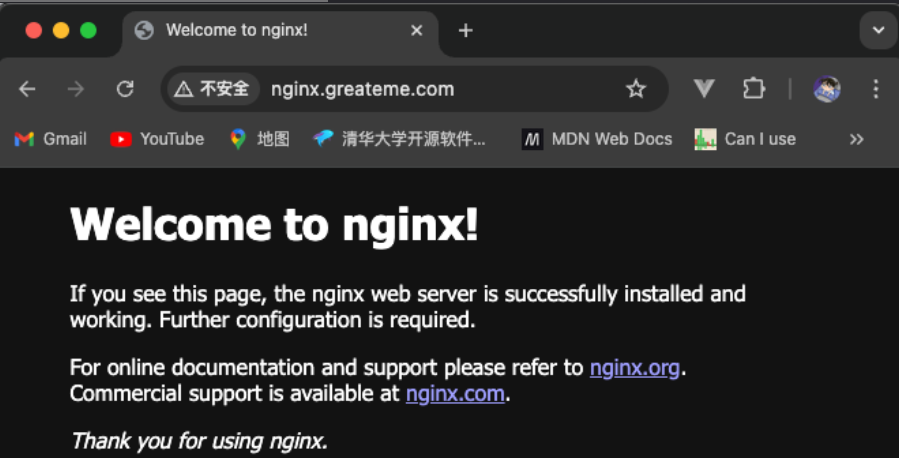 Welcome to nginx!
不安全 nginx.greateme.com
Gmail YouTube 地图 清华大学开源软件... MDN Web Docs Can I use
Welcome to nginx!
If you see this page, the nginx web server is successfully installed and
working. Further configuration is required.
For online documentation and support please refer to nginx.org.
Commercial support is available at nginx.com.
Thank you for using nginx.